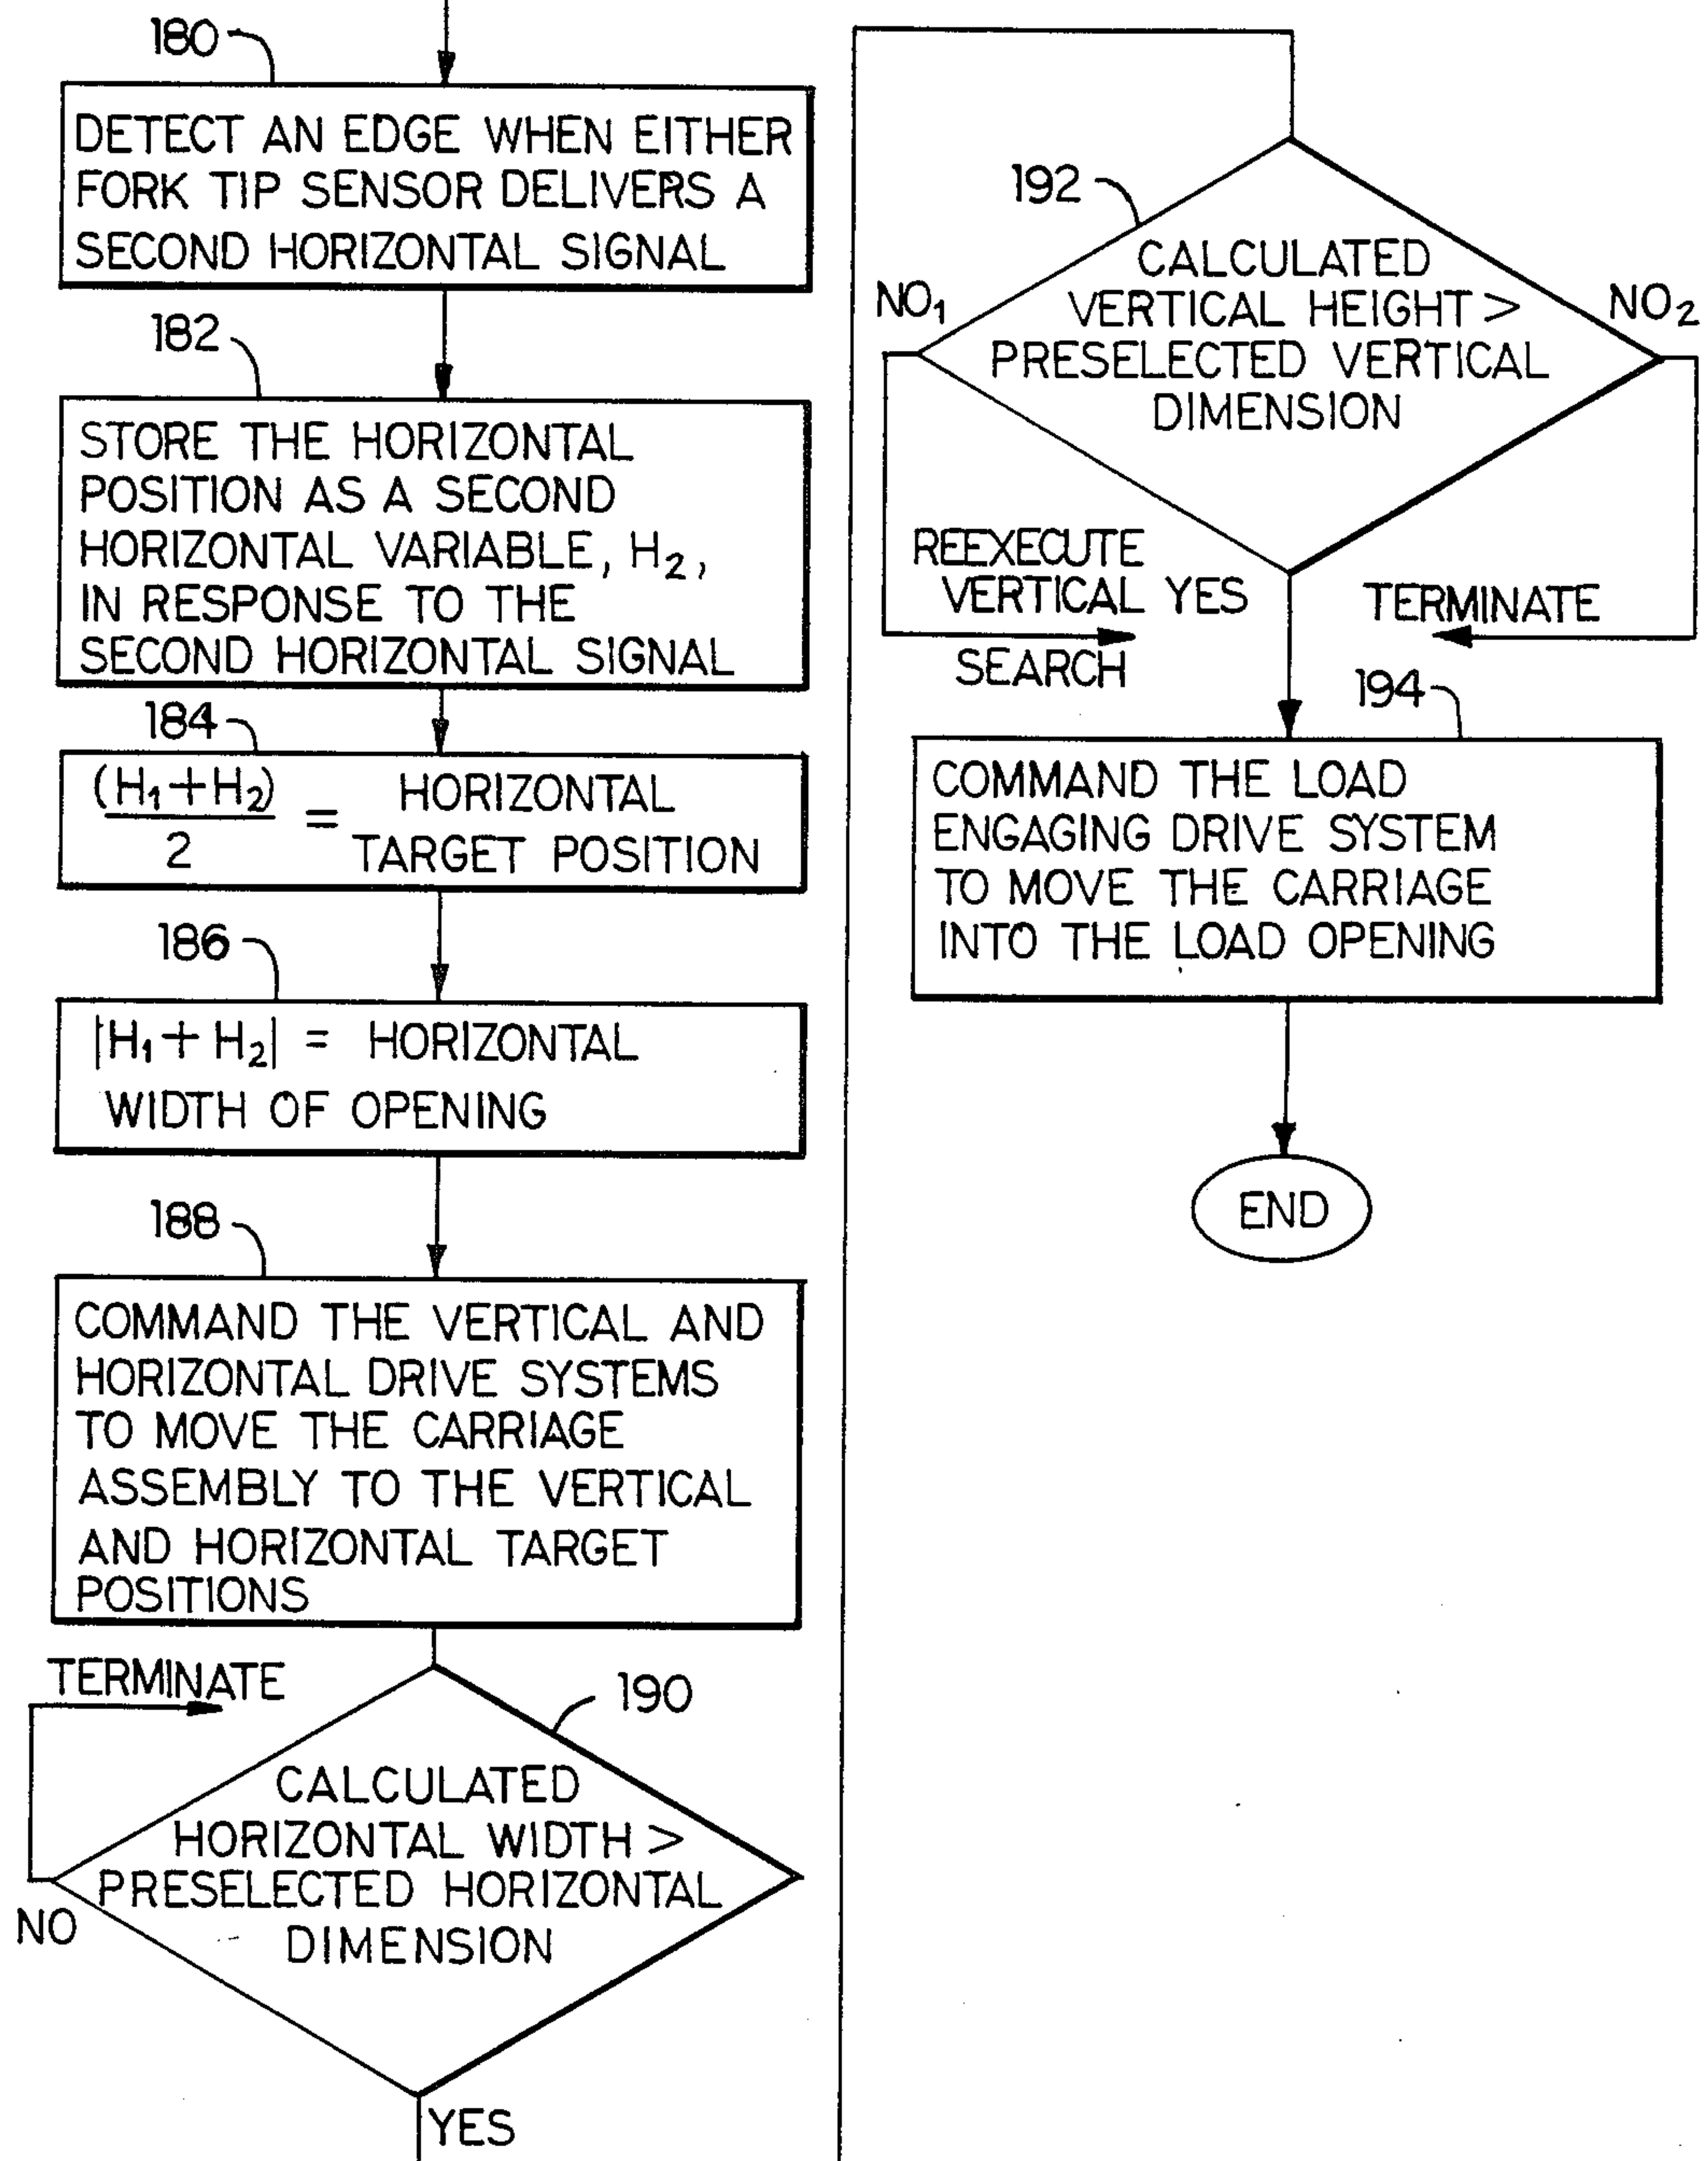 180
DETECT AN EDGE WHEN EITHER
FORK TIP SENSOR DELIVERS A
SECOND HORIZONTAL SIGNAL
182
STORE THE HORIZONTAL
POSITION AS A SECOND
HORIZONTAL VARIABLE, H₂,
IN RESPONSE TO THE
SECOND HORIZONTAL SIGNAL
184
(H₁+H₂)
2
= HORIZONTAL
TARGET POSITION
186
|H₁+H₂| = HORIZONTAL
WIDTH OF OPENING
188
COMMAND THE VERTICAL AND
HORIZONTAL DRIVE SYSTEMS
TO MOVE THE CARRIAGE
ASSEMBLY TO THE VERTICAL
AND HORIZONTAL TARGET
POSITIONS
TERMINATE
190
CALCULATED
HORIZONTAL WIDTH >
PRESELECTED HORIZONTAL
DIMENSION
NO
YES
192
CALCULATED
VERTICAL HEIGHT >
PRESELECTED VERTICAL
DIMENSION
NO₁
NO₂
REEXECUTE
VERTICAL
SEARCH
YES
TERMINATE
194
COMMAND THE LOAD
ENGAGING DRIVE SYSTEM
TO MOVE THE CARRIAGE
INTO THE LOAD OPENING
END